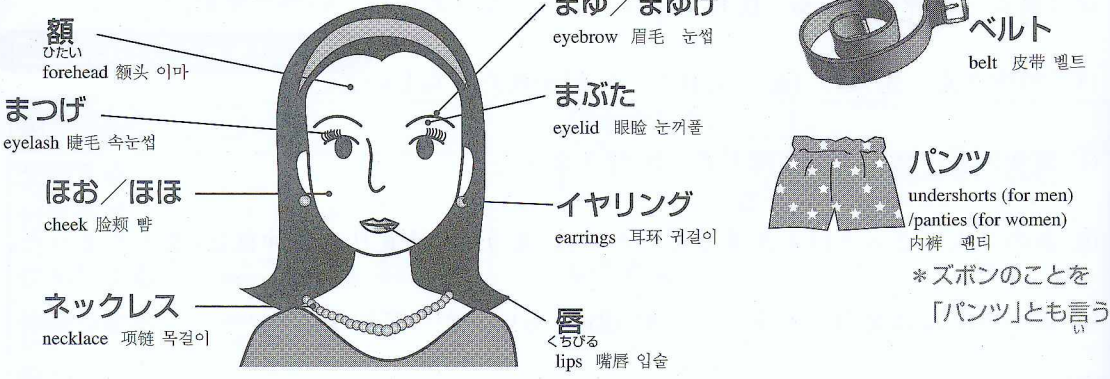 額
ひたい
forehead 额头 이마
まつげ
eyelash 睫毛 속눈썹
ほお／ほほ
cheek 脸颊 뺨
ネックレス
necklace 项链 목걸이
まゆ／まゆげ
eyebrow 眉毛 눈썹
まぶた
eyelid 眼睑 눈꺼풀
イヤリング
earrings 耳环 귀걸이
唇
くちびる
lips 嘴唇 입술
ベルト
belt 皮带 벨트
パンツ
undershorts (for men)
/panties (for women)
内裤 팬티
＊ズボンのことを
「パンツ」とも言う
い